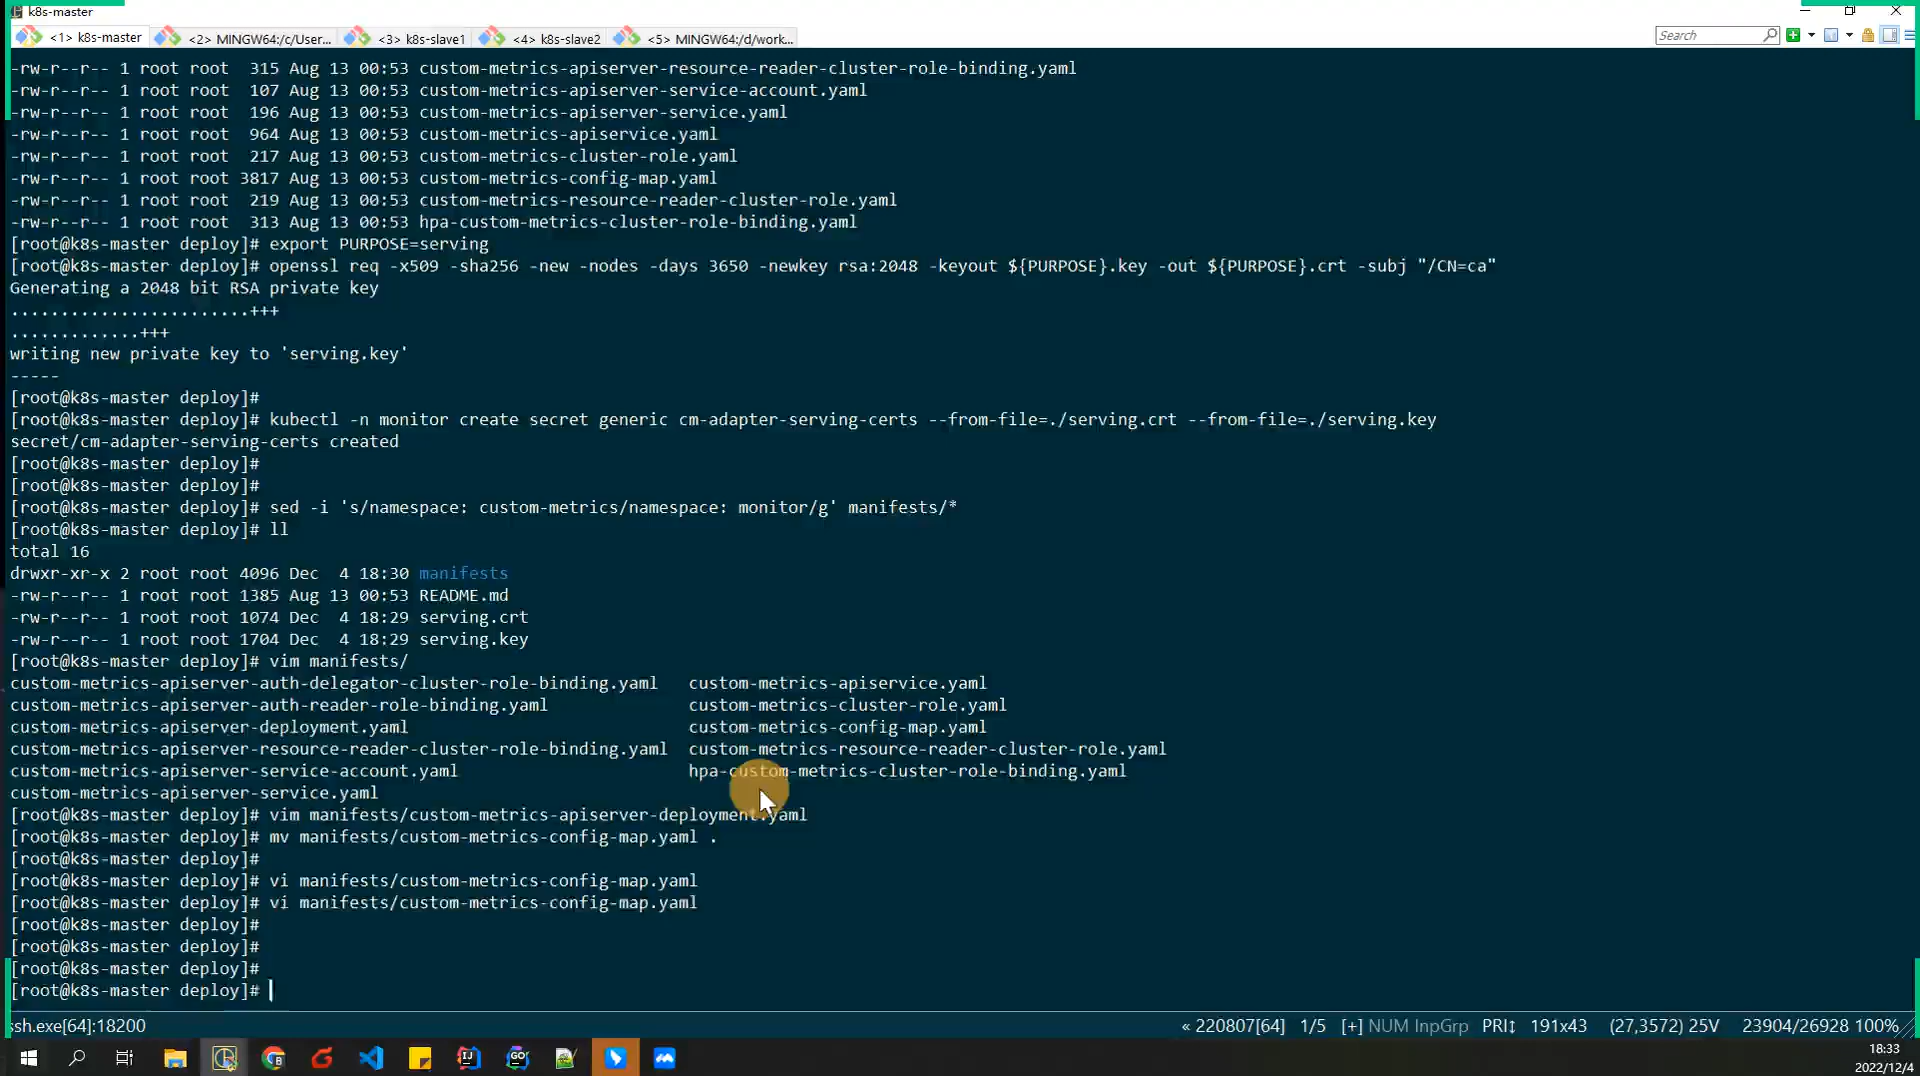 k8s-master
<1> k8s-master
<2> MINGW64:/c/User...
<3> k8s-slave1
<4> k8s-slave2
<5> MINGW64:/d/work...
Search
-rw-r--r-- 1 root root  315 Aug 13 00:53 custom-metrics-apiserver-resource-reader-cluster-role-binding.yaml
-rw-r--r-- 1 root root  107 Aug 13 00:53 custom-metrics-apiserver-service-account.yaml
-rw-r--r-- 1 root root  196 Aug 13 00:53 custom-metrics-apiserver-service.yaml
-rw-r--r-- 1 root root  964 Aug 13 00:53 custom-metrics-apiservice.yaml
-rw-r--r-- 1 root root  217 Aug 13 00:53 custom-metrics-cluster-role.yaml
-rw-r--r-- 1 root root 3817 Aug 13 00:53 custom-metrics-config-map.yaml
-rw-r--r-- 1 root root  219 Aug 13 00:53 custom-metrics-resource-reader-cluster-role.yaml
-rw-r--r-- 1 root root  313 Aug 13 00:53 hpa-custom-metrics-cluster-role-binding.yaml
[root@k8s-master deploy]# export PURPOSE=serving
[root@k8s-master deploy]# openssl req -x509 -sha256 -new -nodes -days 3650 -newkey rsa:2048 -keyout ${PURPOSE}.key -out ${PURPOSE}.crt -subj "/CN=ca"
Generating a 2048 bit RSA private key
........................+++
.............+++
writing new private key to 'serving.key'
-----
[root@k8s-master deploy]#
[root@k8s-master deploy]# kubectl -n monitor create secret generic cm-adapter-serving-certs --from-file=./serving.crt --from-file=./serving.key
secret/cm-adapter-serving-certs created
[root@k8s-master deploy]#
[root@k8s-master deploy]#
[root@k8s-master deploy]# sed -i 's/namespace: custom-metrics/namespace: monitor/g' manifests/*
[root@k8s-master deploy]# ll
total 16
drwxr-xr-x 2 root root 4096 Dec  4 18:30 manifests
-rw-r--r-- 1 root root 1385 Aug 13 00:53 README.md
-rw-r--r-- 1 root root 1074 Dec  4 18:29 serving.crt
-rw-r--r-- 1 root root 1704 Dec  4 18:29 serving.key
[root@k8s-master deploy]# vim manifests/
custom-metrics-apiserver-auth-delegator-cluster-role-binding.yaml   custom-metrics-apiservice.yaml
custom-metrics-apiserver-auth-reader-role-binding.yaml              custom-metrics-cluster-role.yaml
custom-metrics-apiserver-deployment.yaml                            custom-metrics-config-map.yaml
custom-metrics-apiserver-resource-reader-cluster-role-binding.yaml  custom-metrics-resource-reader-cluster-role.yaml
custom-metrics-apiserver-service-account.yaml                       hpa-custom-metrics-cluster-role-binding.yaml
custom-metrics-apiserver-service.yaml
[root@k8s-master deploy]# vim manifests/custom-metrics-apiserver-deployment.yaml
[root@k8s-master deploy]# mv manifests/custom-metrics-config-map.yaml .
[root@k8s-master deploy]#
[root@k8s-master deploy]# vi manifests/custom-metrics-config-map.yaml
[root@k8s-master deploy]# vi manifests/custom-metrics-config-map.yaml
[root@k8s-master deploy]#
[root@k8s-master deploy]#
[root@k8s-master deploy]#
[root@k8s-master deploy]#
ssh.exe[64]:18200
« 220807[64]  1/5  [+] NUM InpGrp  PRI↕  191x43  (27,3572) 25V  23904/26928 100%
18:33
2022/12/4